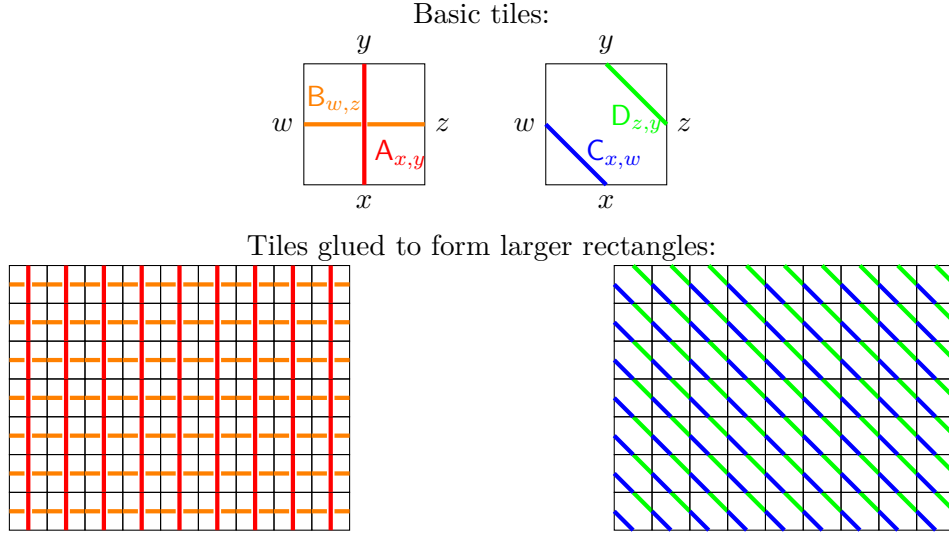 Basic tiles:
y y
B_{w,z} D_{z,y}
w z w z
A_{x,y} C_{x,w}
x x
Tiles glued to form larger rectangles: